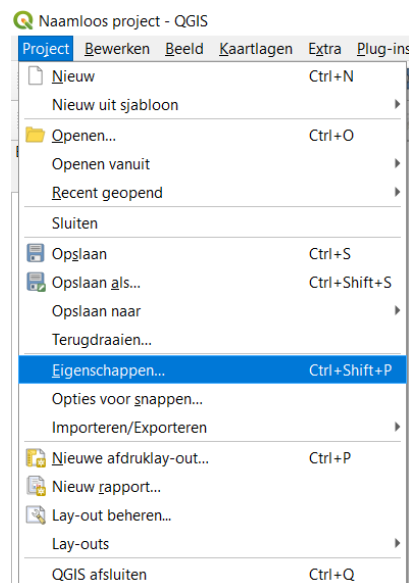 Naamloos project - QGIS
Project Bewerken Beeld Kaartlagen Extra Plug-ins
Nieuw Ctrl+N
Nieuw uit sjabloon
Openen... Ctrl+O
Openen vanuit
Recent geopend
Sluiten
Opslaan Ctrl+S
Opslaan als... Ctrl+Shift+S
Opslaan naar
Terugdraaien...
Eigenschappen... Ctrl+Shift+P
Opties voor snappen...
Importeren/Exporteren
Nieuwe afdruklay-out... Ctrl+P
Nieuw rapport...
Lay-out beheren...
Lay-outs
QGIS afsluiten Ctrl+Q